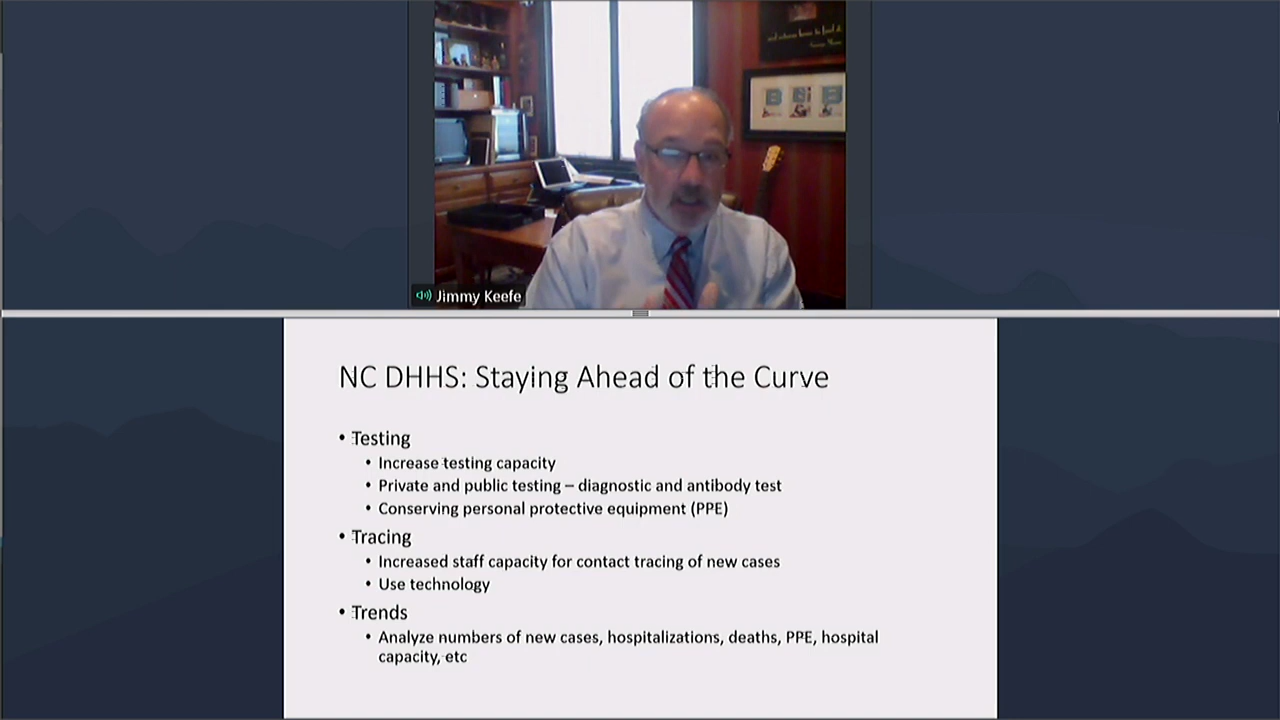 Jimmy Keefe
NC DHHS: Staying Ahead of the Curve
• Testing
• Increase testing capacity
• Private and public testing – diagnostic and antibody test
• Conserving personal protective equipment (PPE)
• Tracing
• Increased staff capacity for contact tracing of new cases
• Use technology
• Trends
• Analyze numbers of new cases, hospitalizations, deaths, PPE, hospital
capacity, etc